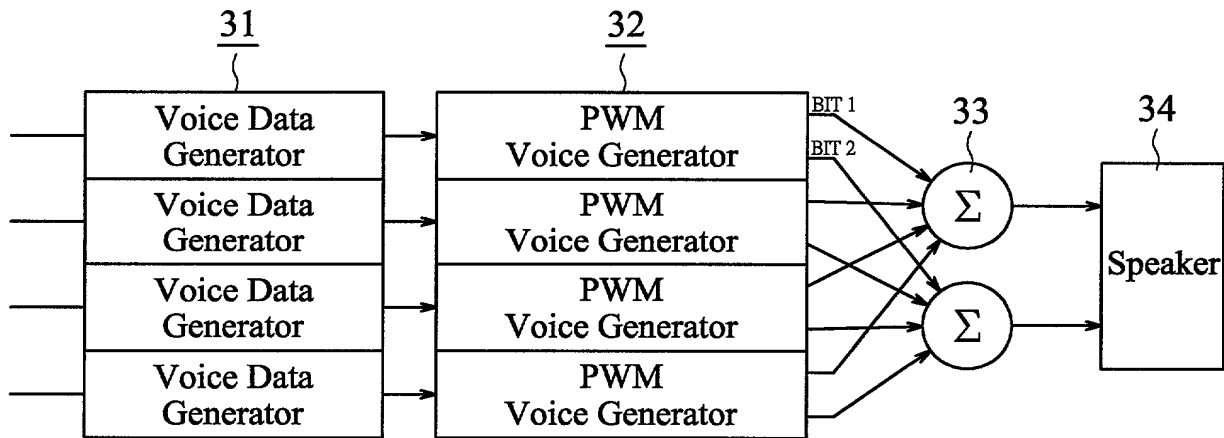 31
32
Voice Data
Generator
PWM
Voice Generator
BIT 1
BIT 2
33
34
Voice Data
Generator
PWM
Voice Generator
Σ
Voice Data
Generator
PWM
Voice Generator
Σ
Speaker
Voice Data
Generator
PWM
Voice Generator